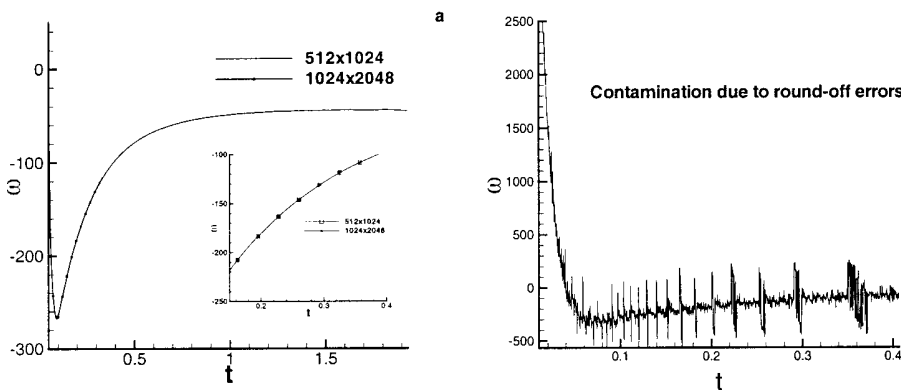 a
0
-100
-200
-300
ω
0.5
1
1.5
t
512x1024
1024x2048
-100
-150
-200
-250
ω
0.2
0.3
0.4
t
512x1024
1024x2048
2500
2000
1500
1000
500
0
-500
ω
0.1
0.2
0.3
0.4
t
Contamination due to round-off errors